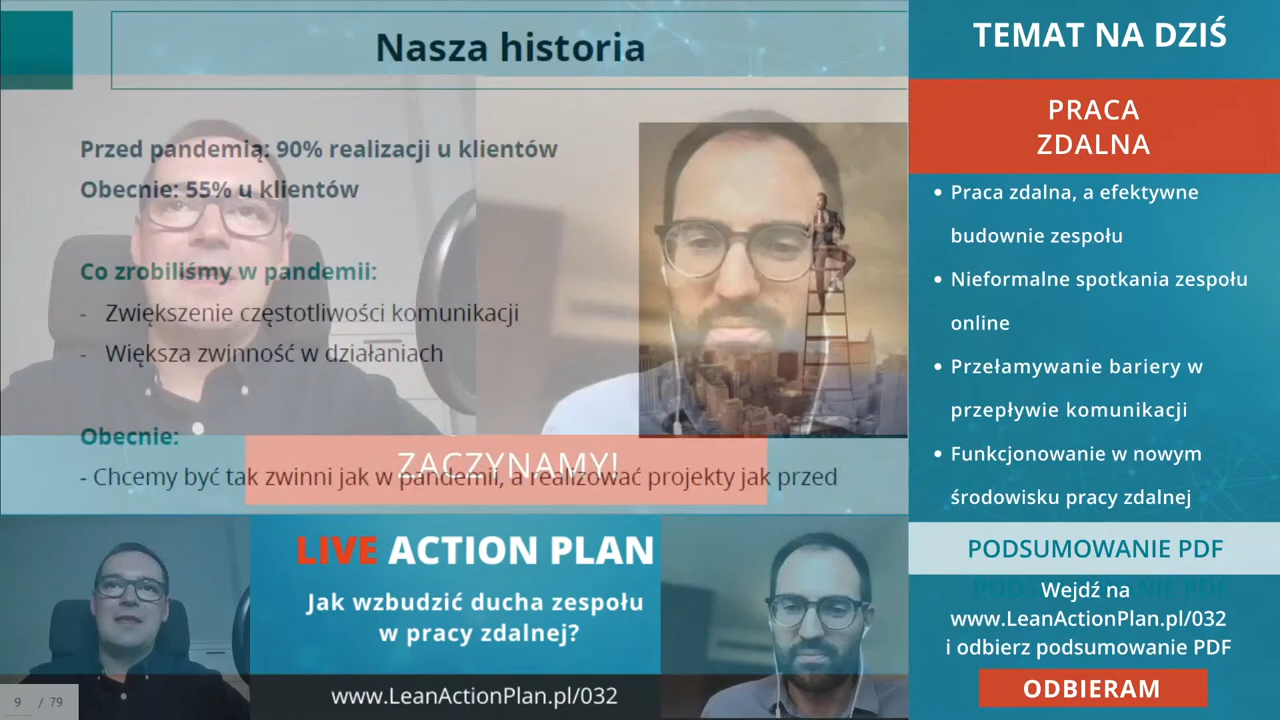 Nasza historia
Przed pandemią: 90% realizacji u klientów
Obecnie: 55% u klientów
Co zrobiliśmy w pandemii:
- Zwiększenie częstotliwości komunikacji
- Większa zwinność w działaniach
Obecnie:
ZACZYNAMY!
- Chcemy być tak zwinni jak w pandemii, a realizować projekty jak przed
LIVE ACTION PLAN
Jak wzbudzić ducha zespołu
w pracy zdalnej?
www.LeanActionPlan.pl/032
9 / 79
TEMAT NA DZIŚ
PRACA
ZDALNA
• Praca zdalna, a efektywne
budownie zespołu
• Nieformalne spotkania zespołu
online
• Przełamywanie bariery w
przepływie komunikacji
• Funkcjonowanie w nowym
środowisku pracy zdalnej
PODSUMOWANIE PDF
PODSUMOWANIE PDF
Wejdź na
www.LeanActionPlan.pl/032
i odbierz podsumowanie PDF
ODBIERAM